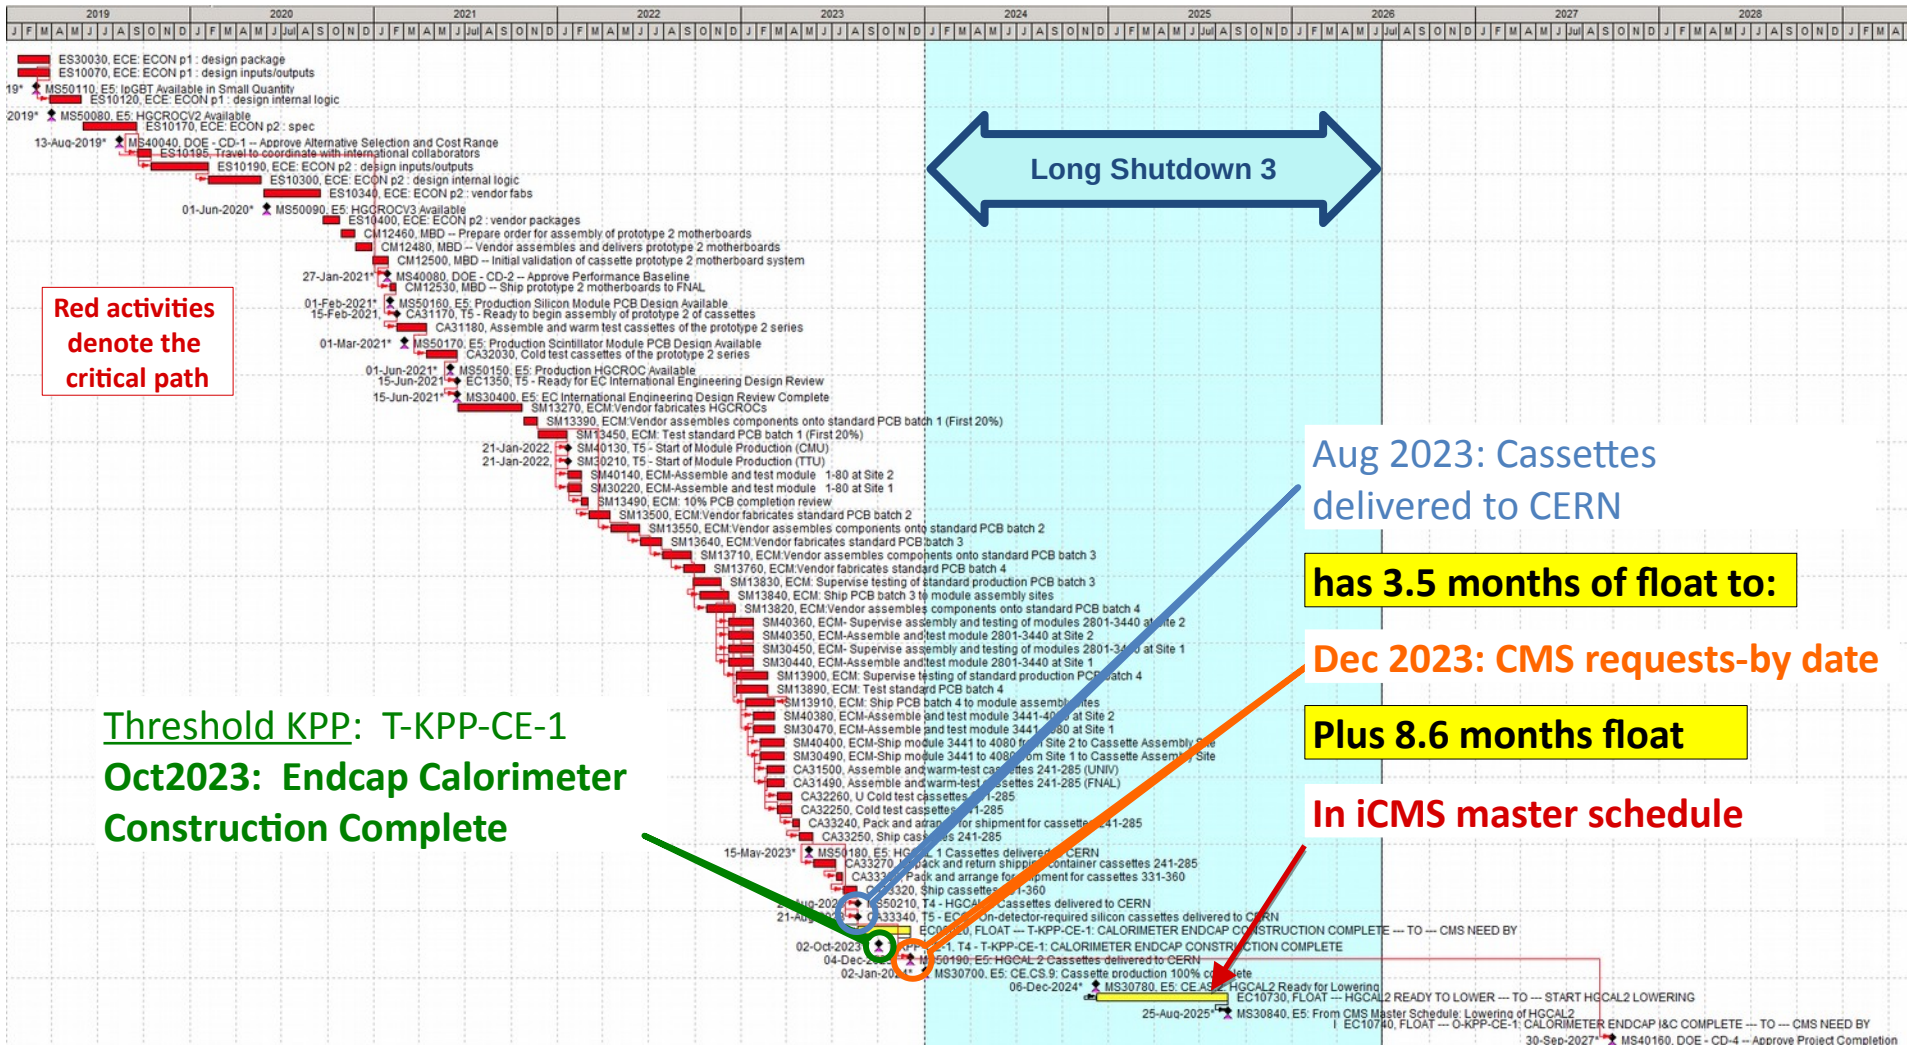 2019 2020 2021 2022 2023 2024 2025 2026 2027 2028
ES30030, ECE: ECON p1 : design package
ES10070, ECE: ECON p1 : design inputs/outputs
19* MS50110, E5: lpGBT Available in Small Quantity
ES10120, ECE: ECON p1 : design internal logic
2019* MS50080, E5: HGCROCV2 Available
ES10170, ECE: ECON p2 : spec
13-Aug-2019* MS40040, DOE - CD-1 -- Approve Alternative Selection and Cost Range
ES10195, Travel to coordinate with international collaborators
ES10190, ECE: ECON p2 : design inputs/outputs
ES10300, ECE: ECON p2 : design internal logic
ES10340, ECE: ECON p2 : vendor fabs
01-Jun-2020* MS50090, E5: HGCROCV3 Available
ES10400, ECE: ECON p2 : vendor packages
CM12460, MBD -- Prepare order for assembly of prototype 2 motherboards
CM12480, MBD -- Vendor assembles and delivers prototype 2 motherboards
CM12500, MBD -- Initial validation of cassette prototype 2 motherboard system
27-Jan-2021* MS40080, DOE - CD-2 -- Approve Performance Baseline
CM12530, MBD -- Ship prototype 2 motherboards to FNAL
01-Feb-2021* MS50160, E5: Production Silicon Module PCB Design Available
15-Feb-2021, CA31170, T5 - Ready to begin assembly of prototype 2 of cassettes
CA31180, Assemble and warm test cassettes of the prototype 2 series
01-Mar-2021* MS50170, E5: Production Scintillator Module PCB Design Available
CA32030, Cold test cassettes of the prototype 2 series
01-Jun-2021* MS50150, E5: Production HGCROC Available
15-Jun-2021 EC1350, T5 - Ready for EC International Engineering Design Review
15-Jun-2021* MS30400, E5: EC International Engineering Design Review Complete
SM13270, ECM:Vendor fabricates HGCROCs
SM13390, ECM:Vendor assembles components onto standard PCB batch 1 (First 20%)
SM13450, ECM: Test standard PCB batch 1 (First 20%)
21-Jan-2022, SM40130, T5 - Start of Module Production (CMU)
21-Jan-2022, SM30210, T5 - Start of Module Production (TTU)
SM40140, ECM-Assemble and test module 1-80 at Site 2
SM30220, ECM-Assemble and test module 1-80 at Site 1
SM13490, ECM: 10% PCB completion review
SM13500, ECM:Vendor fabricates standard PCB batch 2
SM13550, ECM:Vendor assembles components onto standard PCB batch 2
SM13640, ECM:Vendor fabricates standard PCB batch 3
SM13710, ECM:Vendor assembles components onto standard PCB batch 3
SM13760, ECM:Vendor fabricates standard PCB batch 4
SM13830, ECM: Supervise testing of standard production PCB batch 3
SM13840, ECM: Ship PCB batch 3 to module assembly sites
SM13820, ECM:Vendor assembles components onto standard PCB batch 4
SM40360, ECM- Supervise assembly and testing of modules 2801-3440 at Site 2
SM40350, ECM-Assemble and test module 2801-3440 at Site 2
SM30450, ECM- Supervise assembly and testing of modules 2801-3440 at Site 1
SM30440, ECM-Assemble and test module 2801-3440 at Site 1
SM13900, ECM: Supervise testing of standard production PCB batch 4
SM13890, ECM: Test standard PCB batch 4
SM13910, ECM: Ship PCB batch 4 to module assembly sites
SM40380, ECM-Assemble and test module 3441-4080 at Site 2
SM30470, ECM-Assemble and test module 3441-4080 at Site 1
SM40400, ECM-Ship module 3441 to 4080 from Site 2 to Cassette Assembly Site
SM30490, ECM-Ship module 3441 to 4080 from Site 1 to Cassette Assembly Site
CA31500, Assemble and warm-test cassettes 241-285 (UNIV)
CA31490, Assemble and warm-test cassettes 241-285 (FNAL)
CA32260, U Cold test cassettes 241-285
CA32250, Cold test cassettes 241-285
CA33240, Pack and arrange for shipment for cassettes 241-285
CA33250, Ship cassettes 241-285
15-May-2023* MS50180, E5: HGCAL 1 Cassettes delivered to CERN
CA33270, Unpack and return shipping container cassettes 241-285
Pack and arrange for shipment for cassettes 331-360
Ship cassettes 331-360
MS50210, T4 - HGCAL Cassettes delivered to CERN
CA33340, T5 - On-detector-required silicon cassettes delivered to CERN
FLOAT --- T-KPP-CE-1: CALORIMETER ENDCAP CONSTRUCTION COMPLETE --- TO --- CMS NEED BY
02-Oct-2023 T-KPP-CE-1, T4 - T-KPP-CE-1: CALORIMETER ENDCAP CONSTRUCTION COMPLETE
04-Dec-2023 MS50190, E5: HGCAL 2 Cassettes delivered to CERN
02-Jan-2024* MS30700, E5: CE.CS.9: Cassette production 100% complete
06-Dec-2024* MS30780, E5: CE.AS.2: HGCAL2 Ready for Lowering
EC10730, FLOAT --- HGCAL2 READY TO LOWER --- TO --- START HGCAL2 LOWERING
25-Aug-2025* MS30840, E5: From CMS Master Schedule: Lowering of HGCAL2
EC10740, FLOAT --- O-KPP-CE-1: CALORIMETER ENDCAP I&C COMPLETE --- TO --- CMS NEED BY
30-Sep-2027* MS40160, DOE - CD-4 -- Approve Project Completion
Long Shutdown 3
Red activities
denote the
critical path
Aug 2023: Cassettes
delivered to CERN
has 3.5 months of float to:
Dec 2023: CMS requests-by date
Plus 8.6 months float
In iCMS master schedule
Threshold KPP: T-KPP-CE-1
Oct2023: Endcap Calorimeter
Construction Complete